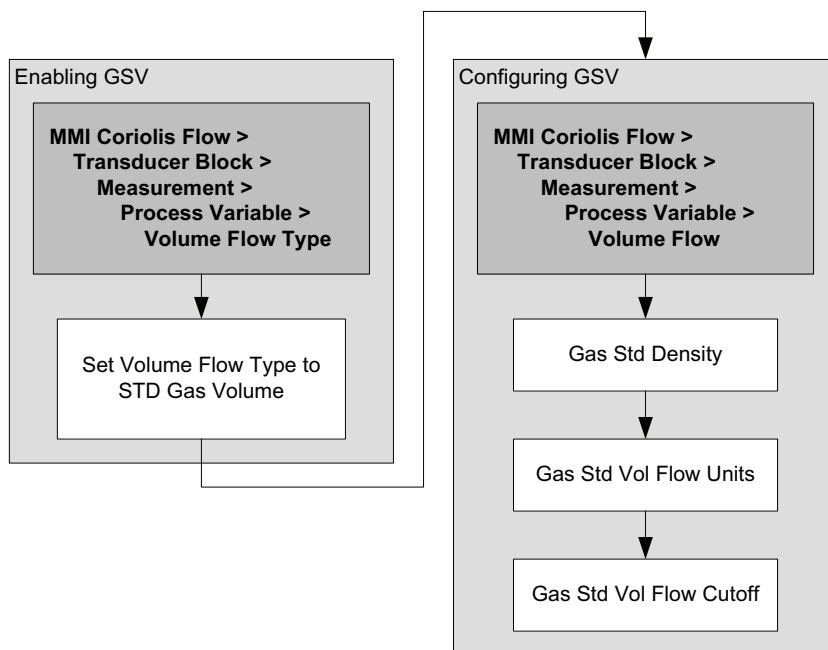 Enabling GSV
MMI Coriolis Flow >
Transducer Block >
Measurement >
Process Variable >
Volume Flow Type
Set Volume Flow Type to
STD Gas Volume
Configuring GSV
MMI Coriolis Flow >
Transducer Block >
Measurement >
Process Variable >
Volume Flow
Gas Std Density
Gas Std Vol Flow Units
Gas Std Vol Flow Cutoff